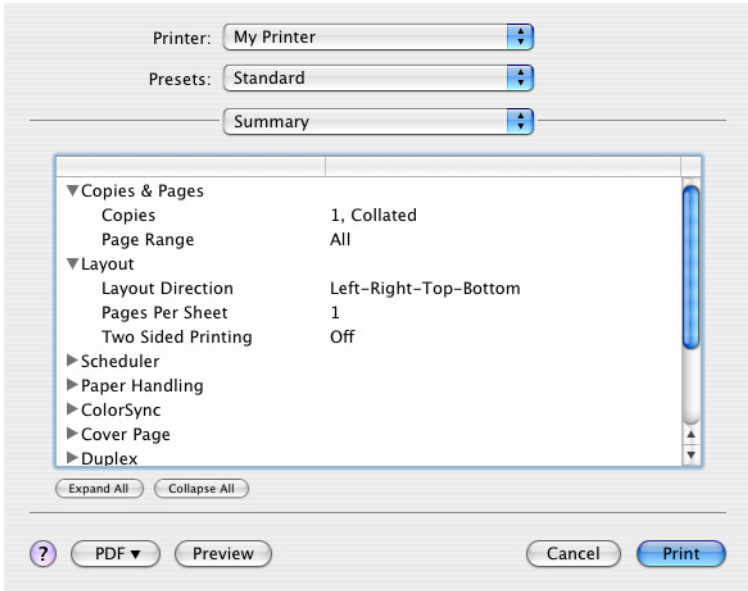 Printer: My Printer
Presets: Standard
Summary
▼Copies & Pages
Copies 1, Collated
Page Range All
▼Layout
Layout Direction Left-Right-Top-Bottom
Pages Per Sheet 1
Two Sided Printing Off
▶Scheduler
▶Paper Handling
▶ColorSync
▶Cover Page
▶Duplex
Expand All Collapse All
? PDF ▼ Preview Cancel Print